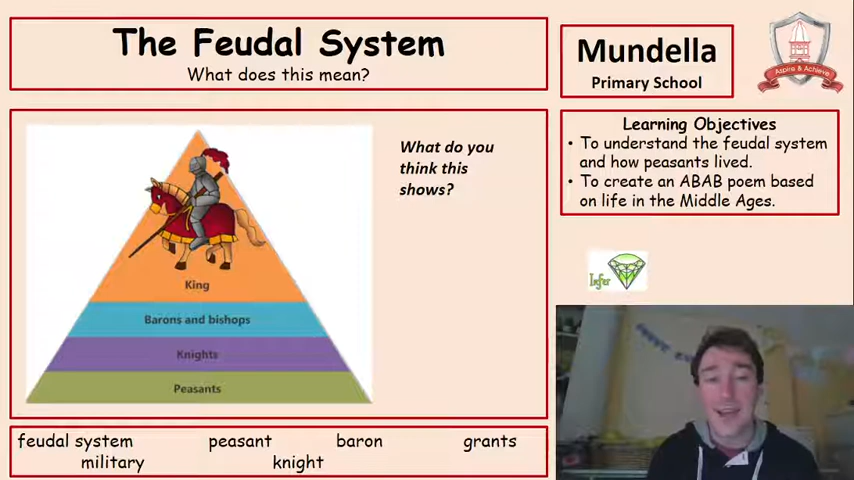 The Feudal System
What does this mean?
Mundella
Primary School
Aspire & Achieve
What do you
think this
shows?
King
Barons and bishops
Knights
Peasants
Learning Objectives
• To understand the feudal system
and how peasants lived.
• To create an ABAB poem based
on life in the Middle Ages.
Infer
feudal system peasant baron grants
military knight